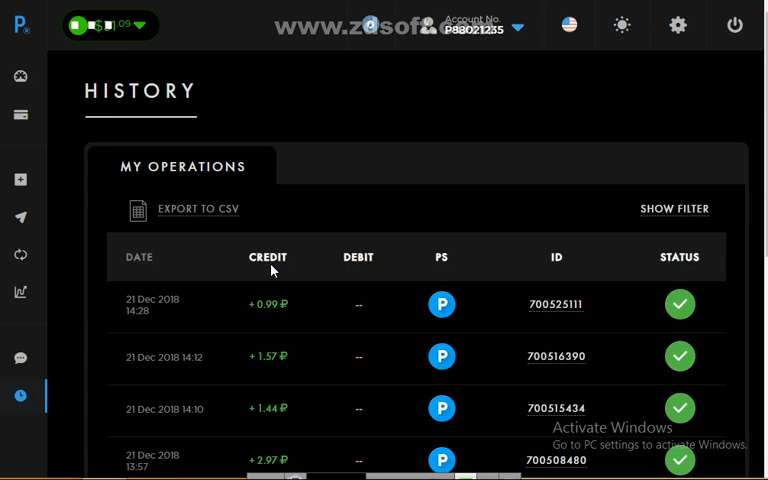 P®
.09
www.zdsoft.com
Account No.
P88021235
HISTORY
MY OPERATIONS
EXPORT TO CSV
SHOW FILTER
DATE CREDIT DEBIT PS ID STATUS
21 Dec 2018
14:28
+ 0.99 ₽ -- P 700525111
21 Dec 2018 14:12 + 1.57 ₽ -- P 700516390
21 Dec 2018 14:10 + 1.44 ₽ -- P 700515434
Activate Windows
Go to PC settings to activate Windows.
21 Dec 2018
13:57
+ 2.97 ₽ -- P 700508480